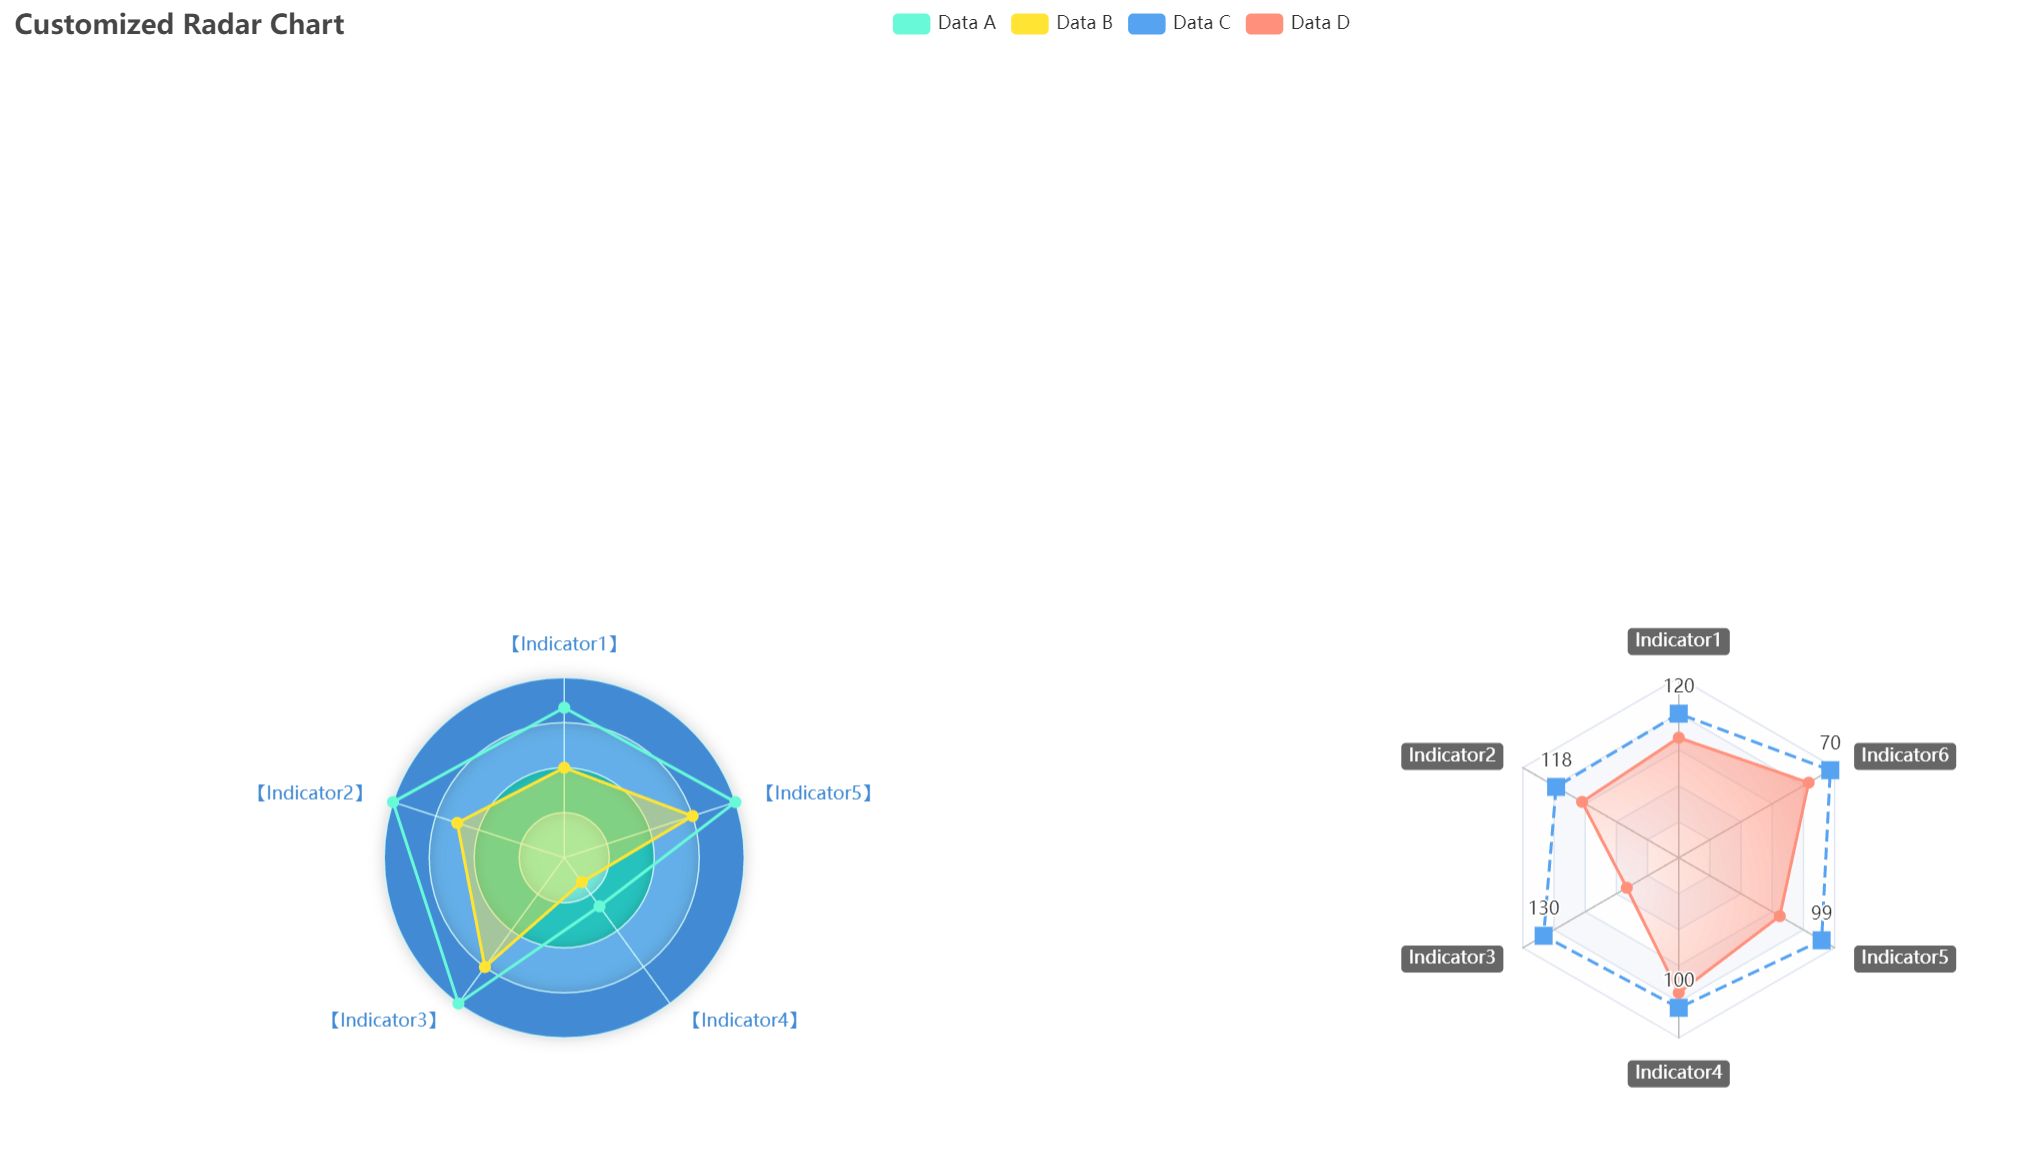 Customized Radar Chart
Data A
Data B
Data C
Data D
【Indicator1】
【Indicator2】
【Indicator5】
【Indicator3】
【Indicator4】
Indicator1
120
70
Indicator2
118
Indicator6
130
99
Indicator3
100
Indicator5
Indicator4